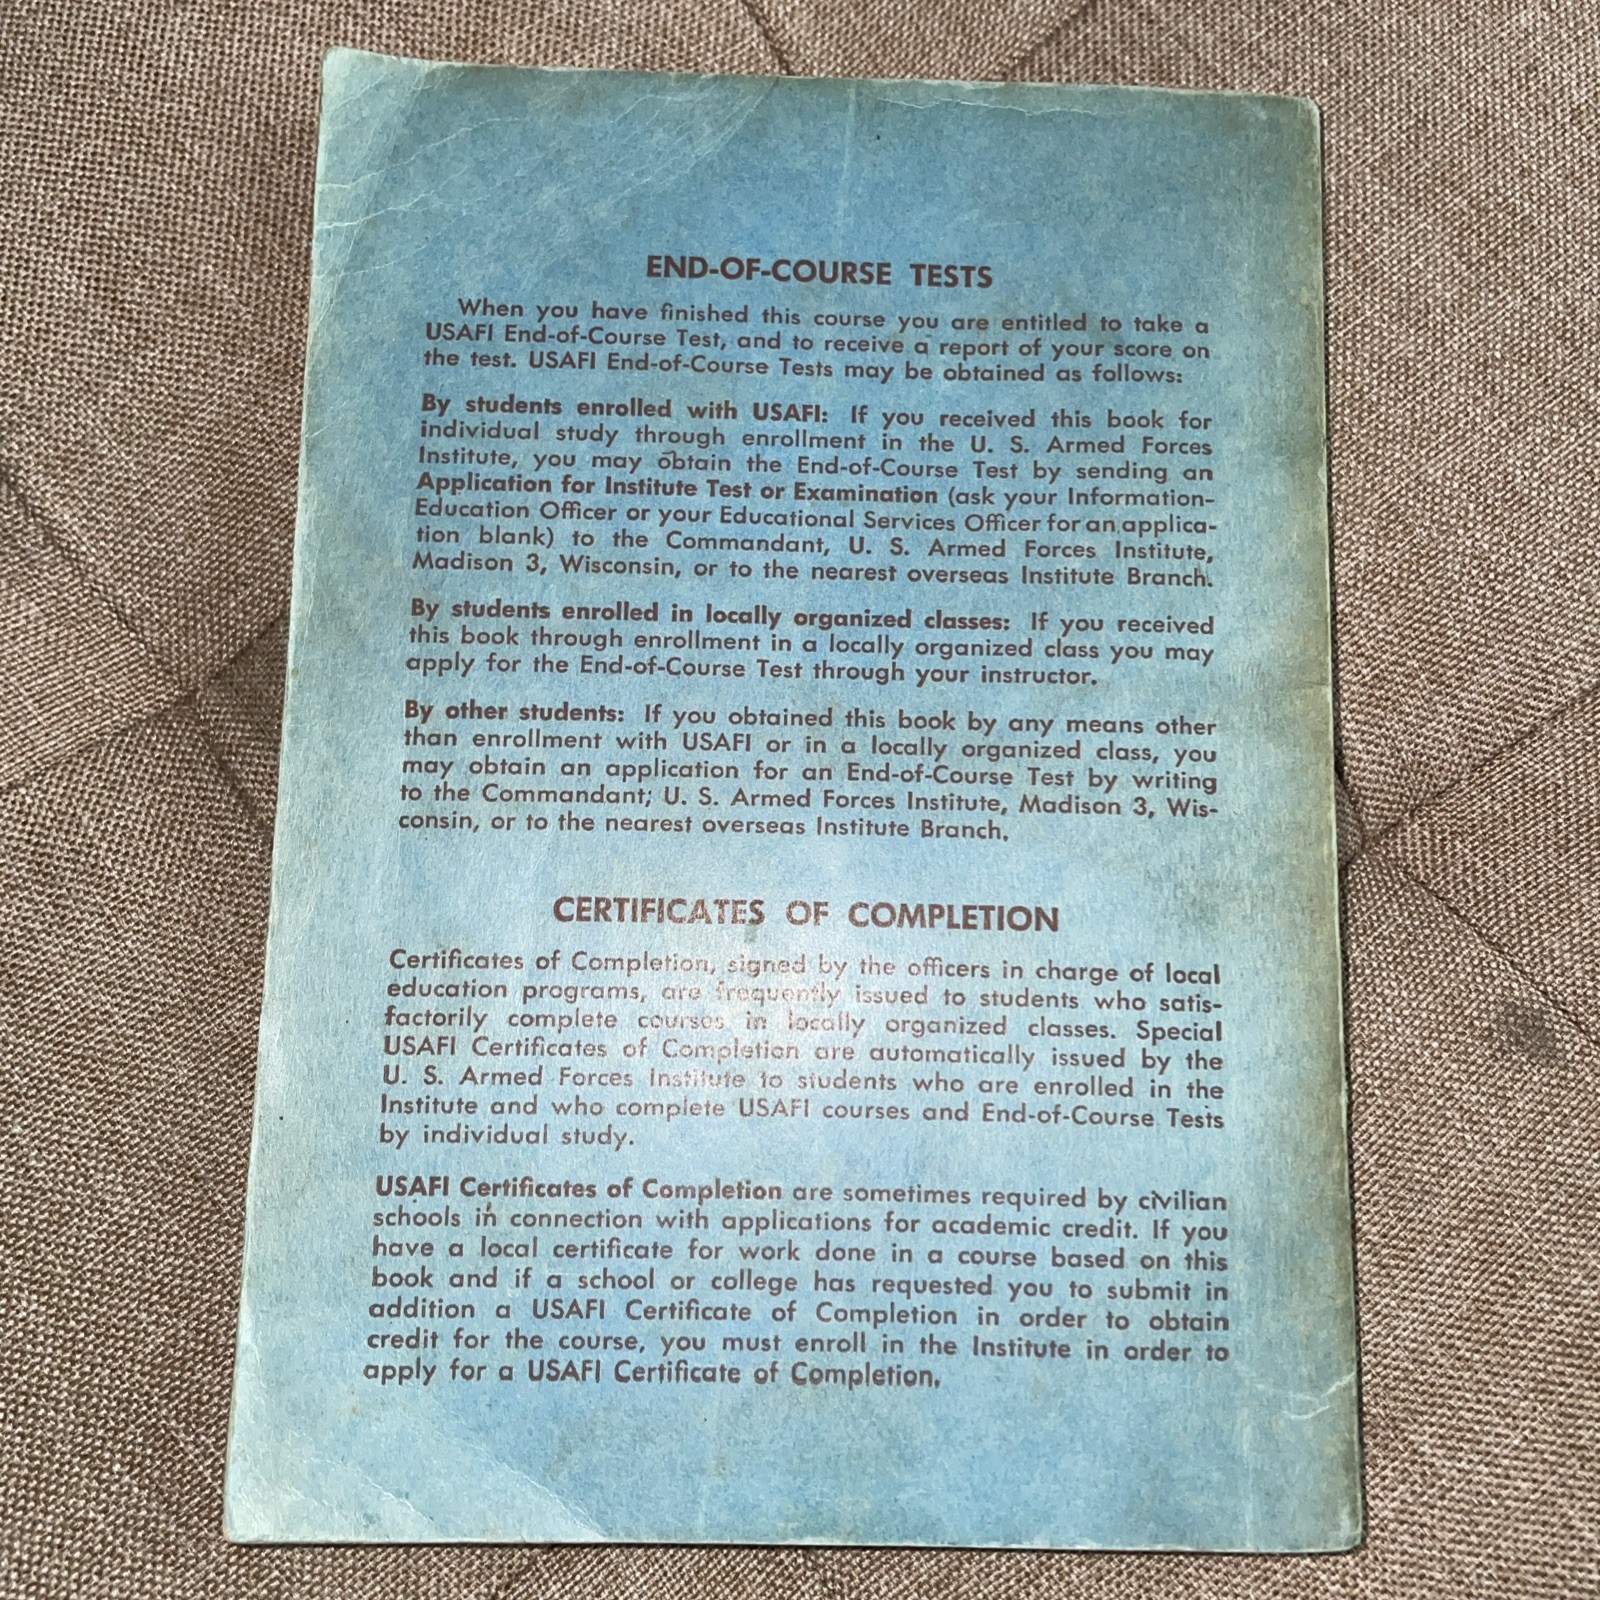 END-OF-COURSE TESTS
When you have finished this course you are entitled to take a
USAFI End-of-Course Test, and to receive a report of your score on
the test. USAFI End-of-Course Tests may be obtained as follows:
By students enrolled with USAFI: If you received this book for
individual study through enrollment in the U. S. Armed Forces
Institute, you may obtain the End-of-Course Test by sending an
Application for Institute Test or Examination (ask your Information-
Education Officer or your Educational Services Officer for an applica-
tion blank) to the Commandant, U. S. Armed Forces Institute,
Madison 3, Wisconsin, or to the nearest overseas Institute Branch.
By students enrolled in locally organized classes: If you received
this book through enrollment in a locally organized class you may
apply for the End-of-Course Test through your instructor.
By other students: If you obtained this book by any means other
than enrollment with USAFI or in a locally organized class, you
may obtain an application for an End-of-Course Test by writing
to the Commandant; U. S. Armed Forces Institute, Madison 3, Wis-
consin, or to the nearest overseas Institute Branch.
CERTIFICATES OF COMPLETION
Certificates of Completion, signed by the officers in charge of local
education programs, are frequently issued to students who satis-
factorily complete courses in locally organized classes. Special
USAFI Certificates of Completion are automatically issued by the
U. S. Armed Forces Institute to students who are enrolled in the
Institute and who complete USAFI courses and End-of-Course Tests
by individual study.
USAFI Certificates of Completion are sometimes required by civilian
schools in connection with applications for academic credit. If you
have a local certificate for work done in a course based on this
book and if a school or college has requested you to submit in
addition a USAFI Certificate of Completion in order to obtain
credit for the course, you must enroll in the Institute in order to
apply for a USAFI Certificate of Completion.